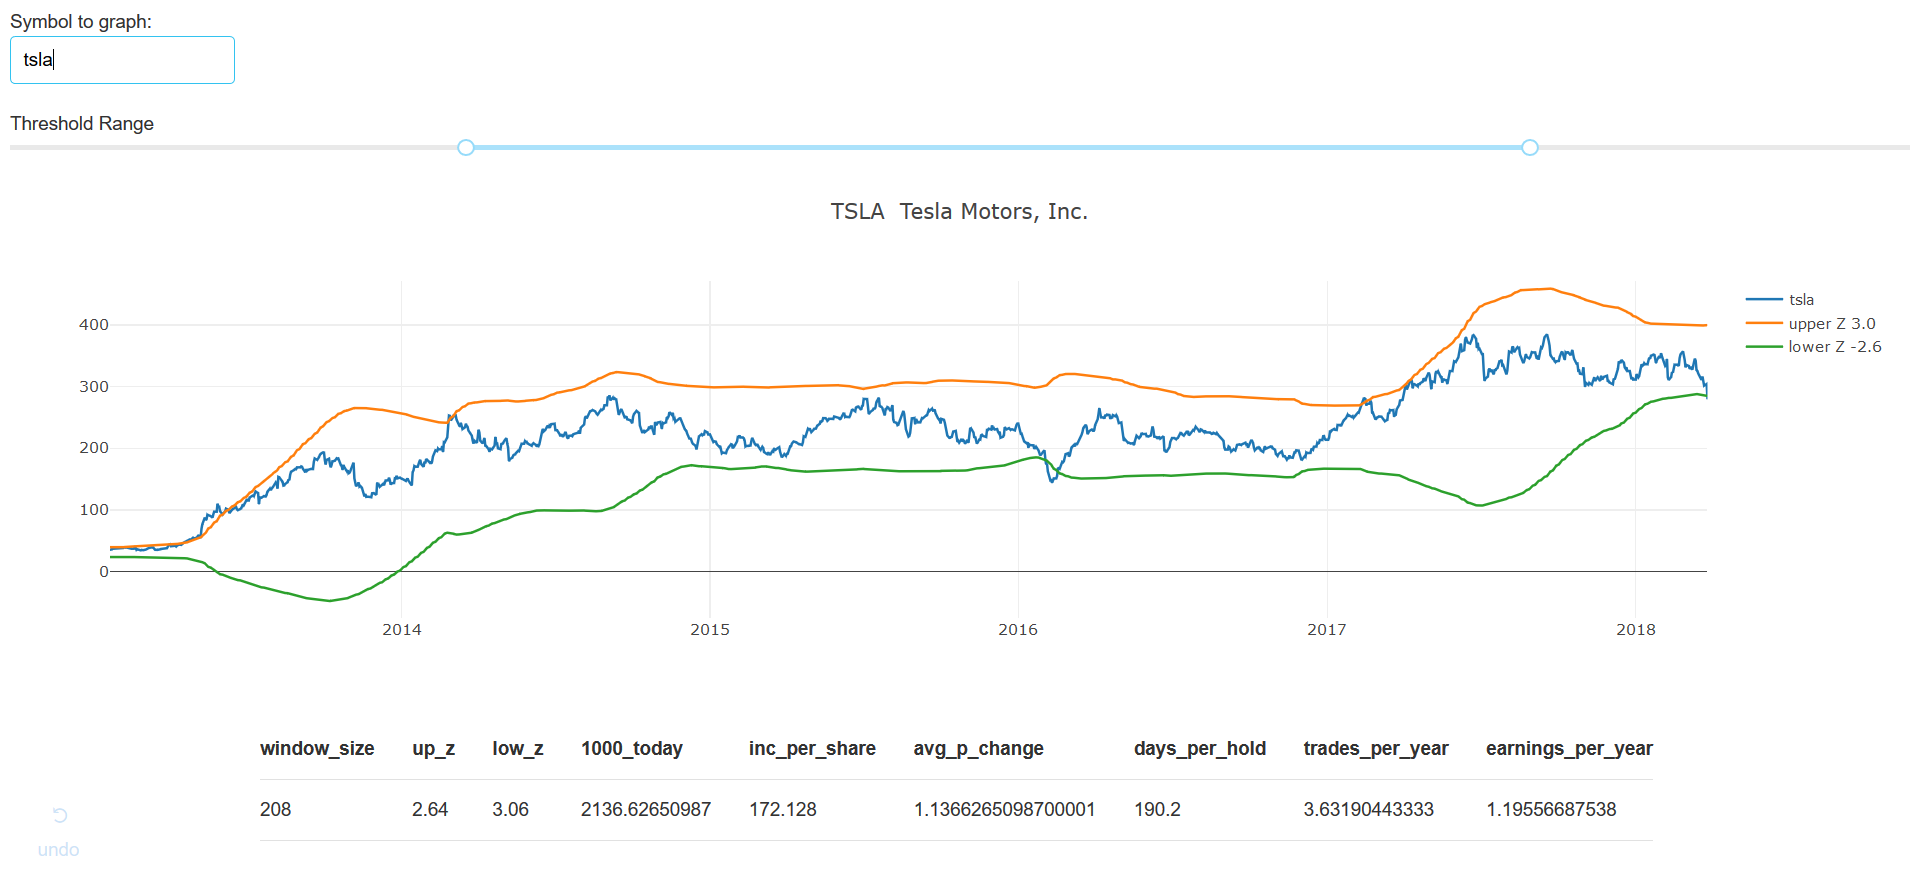 Symbol to graph:
tsla
Threshold Range
TSLA  Tesla Motors, Inc.
400
300
200
100
0
2014 2015 2016 2017 2018
tsla
upper Z 3.0
lower Z -2.6
window_size up_z low_z 1000_today inc_per_share avg_p_change days_per_hold trades_per_year earnings_per_year
208 2.64 3.06 2136.62650987 172.128 1.1366265098700001 190.2 3.63190443333 1.19556687538
undo